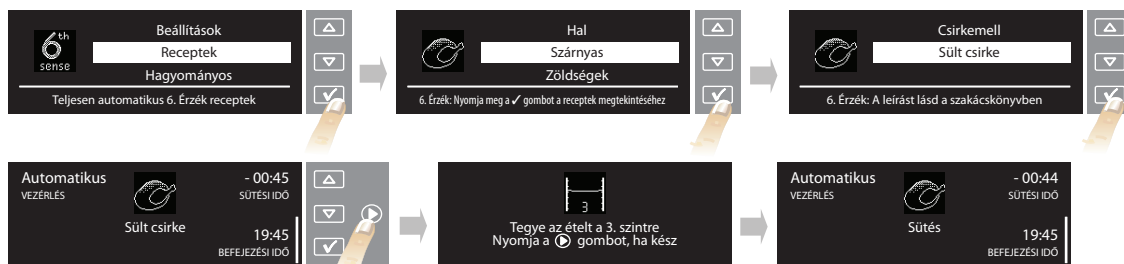 6th
sense
Beállítások
Receptek
Hagyományos
Teljesen automatikus 6. Érzék receptek
Hal
Szárnyas
Zöldségek
6. Érzék: Nyomja meg a ✓ gombot a receptek megtekintéséhez
Csirkemell
Sült csirke
6. Érzék: A leírást lásd a szakácskönyvben
Automatikus
VEZÉRLÉS
Sült csirke
- 00:45
SÜTÉSI IDŐ
19:45
BEFEJEZÉSI IDŐ
3
Tegye az ételt a 3. szintre
Nyomja a gombot, ha kész
Automatikus
VEZÉRLÉS
Sütés
- 00:44
SÜTÉSI IDŐ
19:45
BEFEJEZÉSI IDŐ